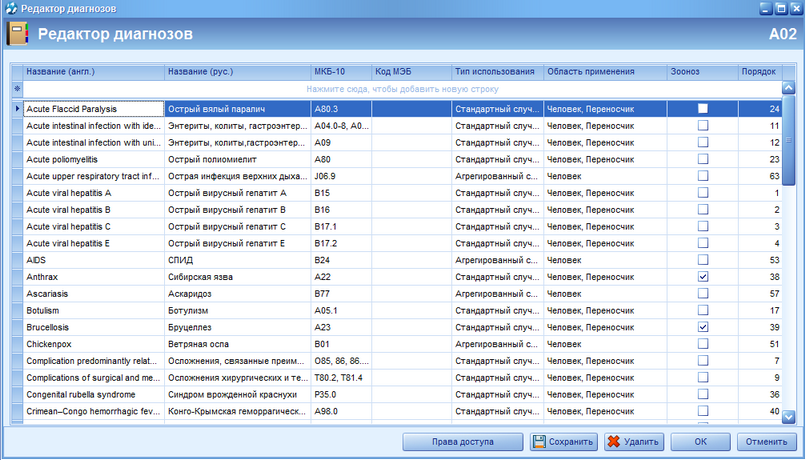 Редактор диагнозов
Редактор диагнозов A02
Название (англ.) Название (рус.) МКБ-10 Код МЭБ Тип использования Область применения Зооноз Порядок
Нажмите сюда, чтобы добавить новую строку
Acute Flaccid Paralysis Острый вялый паралич A80.3 Стандартный случ... Человек, Переносчик 24
Acute intestinal infection with ide... Энтериты, колиты, гастроэнтер... A04.0-8, A0... Стандартный случ... Человек, Переносчик 11
Acute intestinal infection with uni... Энтериты, колиты,гастроэнтер... A09 Стандартный случ... Человек, Переносчик 12
Acute poliomyelitis Острый полиомиелит A80 Стандартный случ... Человек, Переносчик 23
Acute upper respiratory tract inf... Острая инфекция верхних дыха... J06.9 Агрегированный с... Человек 63
Acute viral hepatitis A Острый вирусный гепатит A B15 Стандартный случ... Человек, Переносчик 1
Acute viral hepatitis B Острый вирусный гепатит B B16 Стандартный случ... Человек, Переносчик 2
Acute viral hepatitis C Острый вирусный гепатит C B17.1 Стандартный случ... Человек, Переносчик 3
Acute viral hepatitis E Острый вирусный гепатит E B17.2 Стандартный случ... Человек, Переносчик 4
AIDS СПИД B24 Агрегированный с... Человек 53
Anthrax Сибирская язва A22 Стандартный случ... Человек, Переносчик 38
Ascariasis Аскаридоз B77 Агрегированный с... Человек 57
Botulism Ботулизм A05.1 Стандартный случ... Человек, Переносчик 17
Brucellosis Бруцеллез A23 Стандартный случ... Человек, Переносчик 39
Chickenpox Ветряная оспа B01 Агрегированный с... Человек 51
Complication predominantly relat... Осложнения, связанные преим... O85, 86, 86.... Стандартный случ... Человек, Переносчик 7
Complications of surgical and me... Осложнения хирургических и те... T80.2, T81.4 Стандартный случ... Человек, Переносчик 9
Congenital rubella syndrome Синдром врожденной краснухи P35.0 Стандартный случ... Человек, Переносчик 36
Crimean–Congo hemorrhagic fev... Конго-Крымская геморрагическ... A98.0 Стандартный случ... Человек, Переносчик 40
Права доступа Сохранить Удалить ОК Отменить